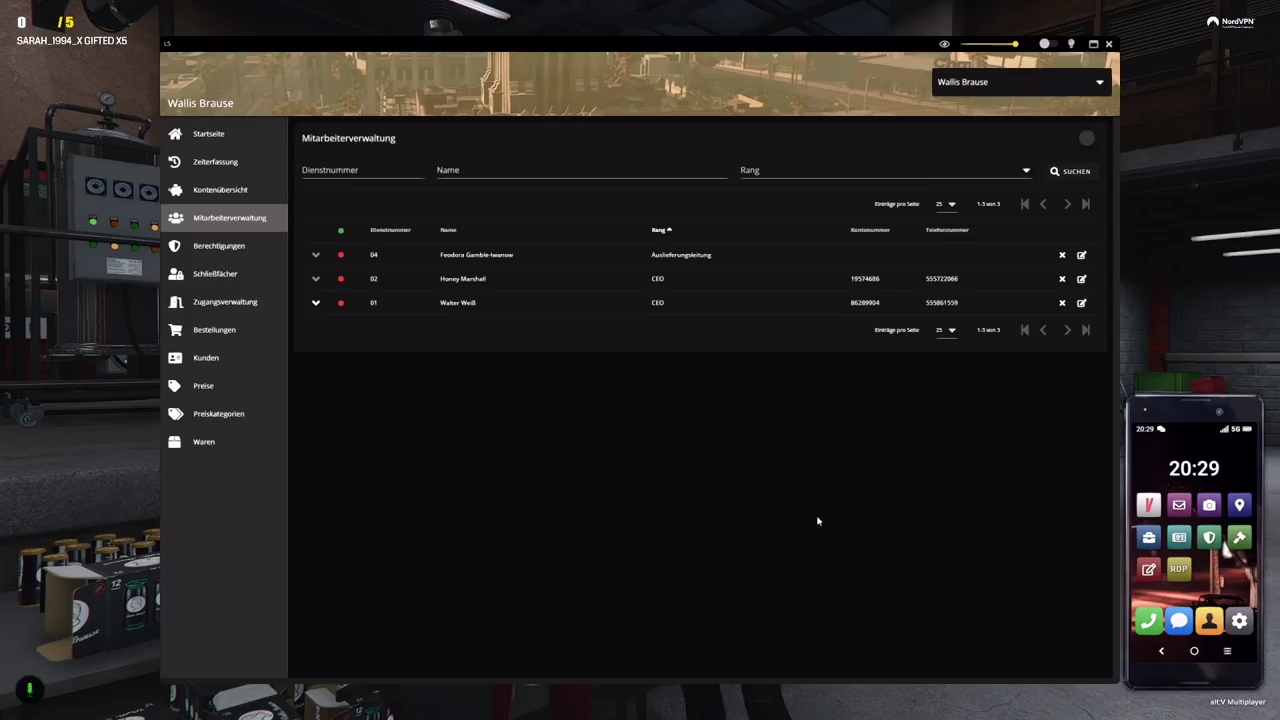 0 / 5
SARAH_1994_X GIFTED X5
NordVPN
L5
Wallis Brause
Wallis Brause
Startseite
Zeiterfassung
Kontenübersicht
Mitarbeiterverwaltung
Berechtigungen
Schließfächer
Zugangsverwaltung
Bestellungen
Kunden
Preise
Preiskategorien
Waren
Mitarbeiterverwaltung
Dienstnummer Name Rang SUCHEN
Einträge pro Seite 25 1-3 von 3
Dienstnummer Name Rang Kontonummer Telefonnummer
04 Feodora Gamble-Iwanow Auslieferungsleitung
02 Honey Marshall CEO 19574686 555722066
01 Walter Weiß CEO 86289904 555861559
Einträge pro Seite 25 1-3 von 3
20:29 5G
20:29
RDP
12
Brause
alt:V Multiplayer